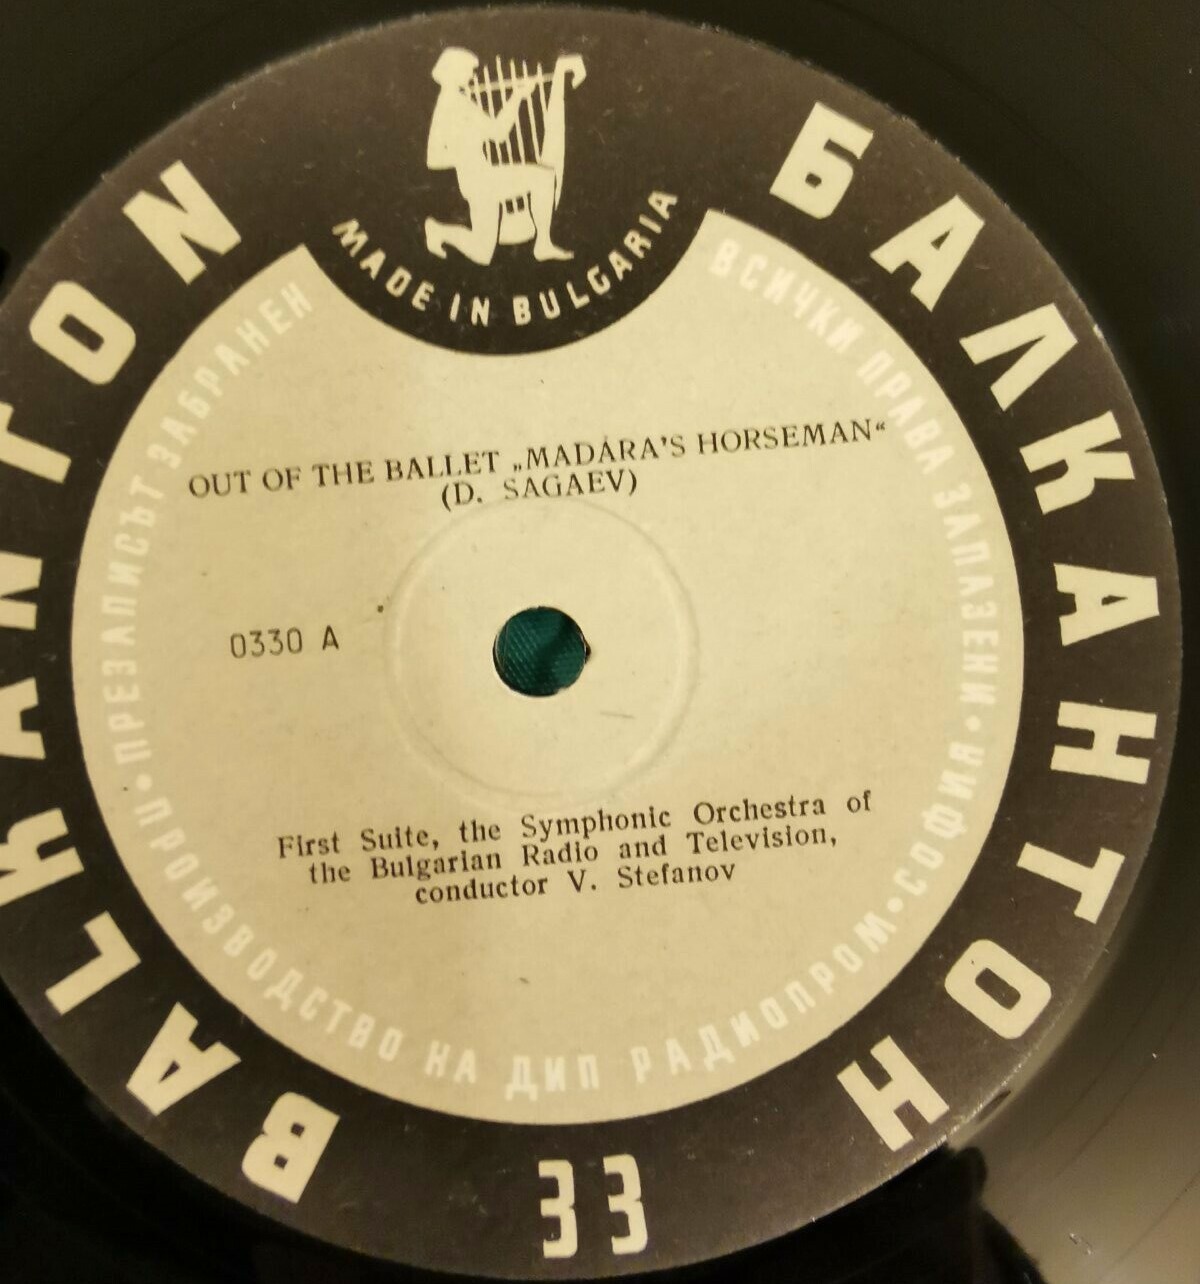 MADE IN BULGARIA
БАЛКАНТОН
BALKANTON
ВСИЧКИ ПРАВА ЗАПАЗЕНИ • СОФИЯ •
ПРОИЗВОДСТВО НА ДИП РАДИОПРОМ •
ПРЕЗАПИСЪТ ЗАБРАНЕН
OUT OF THE BALLET „MADARA'S HORSEMAN“
(D. SAGAEV)
0330 A
First Suite, the Symphonic Orchestra of
the Bulgarian Radio and Television,
conductor V. Stefanov
33